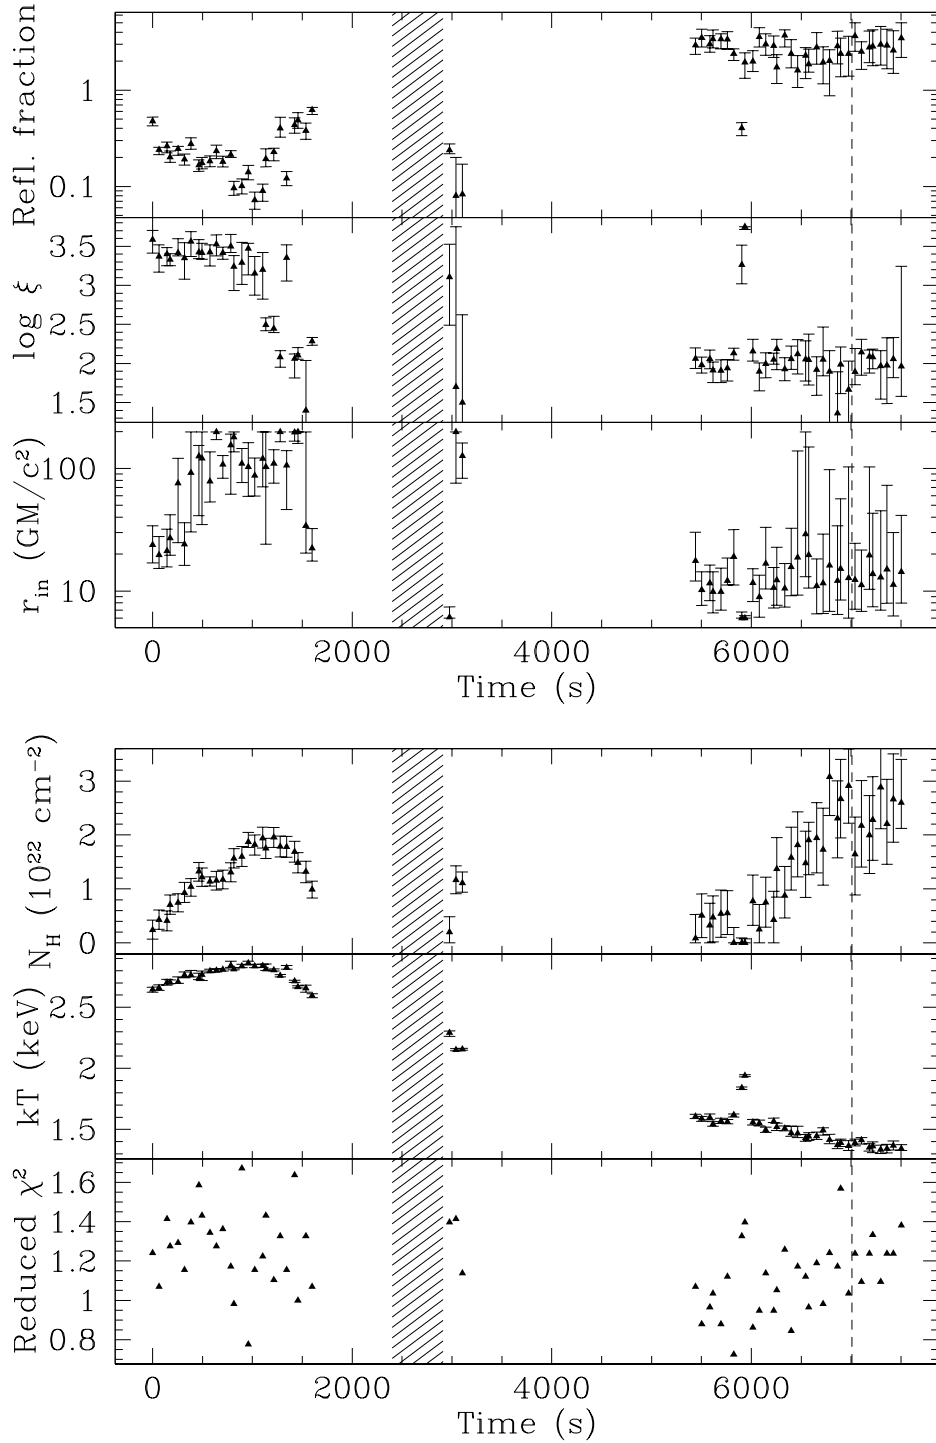 Refl. fraction
1
0.1
log ξ
3.5
3
2.5
2
1.5
r_in (GM/c²)
100
10
0 2000 4000 6000
Time (s)
N_H (10²² cm⁻²)
3
2
1
0
kT (keV)
2.5
2
1.5
Reduced χ²
1.6
1.4
1.2
1
0.8
0 2000 4000 6000
Time (s)